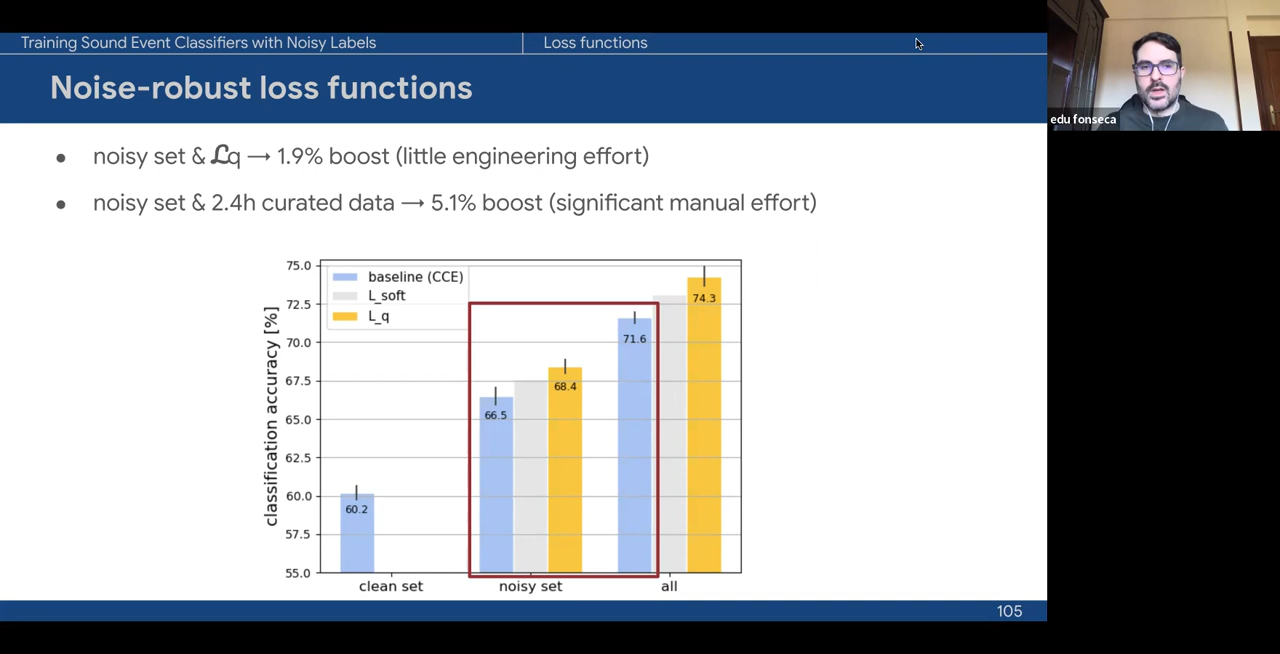 Training Sound Event Classifiers with Noisy Labels
Loss functions
Noise-robust loss functions
edu fonseca
• noisy set & ℒq → 1.9% boost (little engineering effort)
• noisy set & 2.4h curated data → 5.1% boost (significant manual effort)
classification accuracy [%]
75.0
72.5
70.0
67.5
65.0
62.5
60.0
57.5
55.0
baseline (CCE)
L_soft
L_q
60.2
66.5
68.4
71.6
74.3
clean set
noisy set
all
105